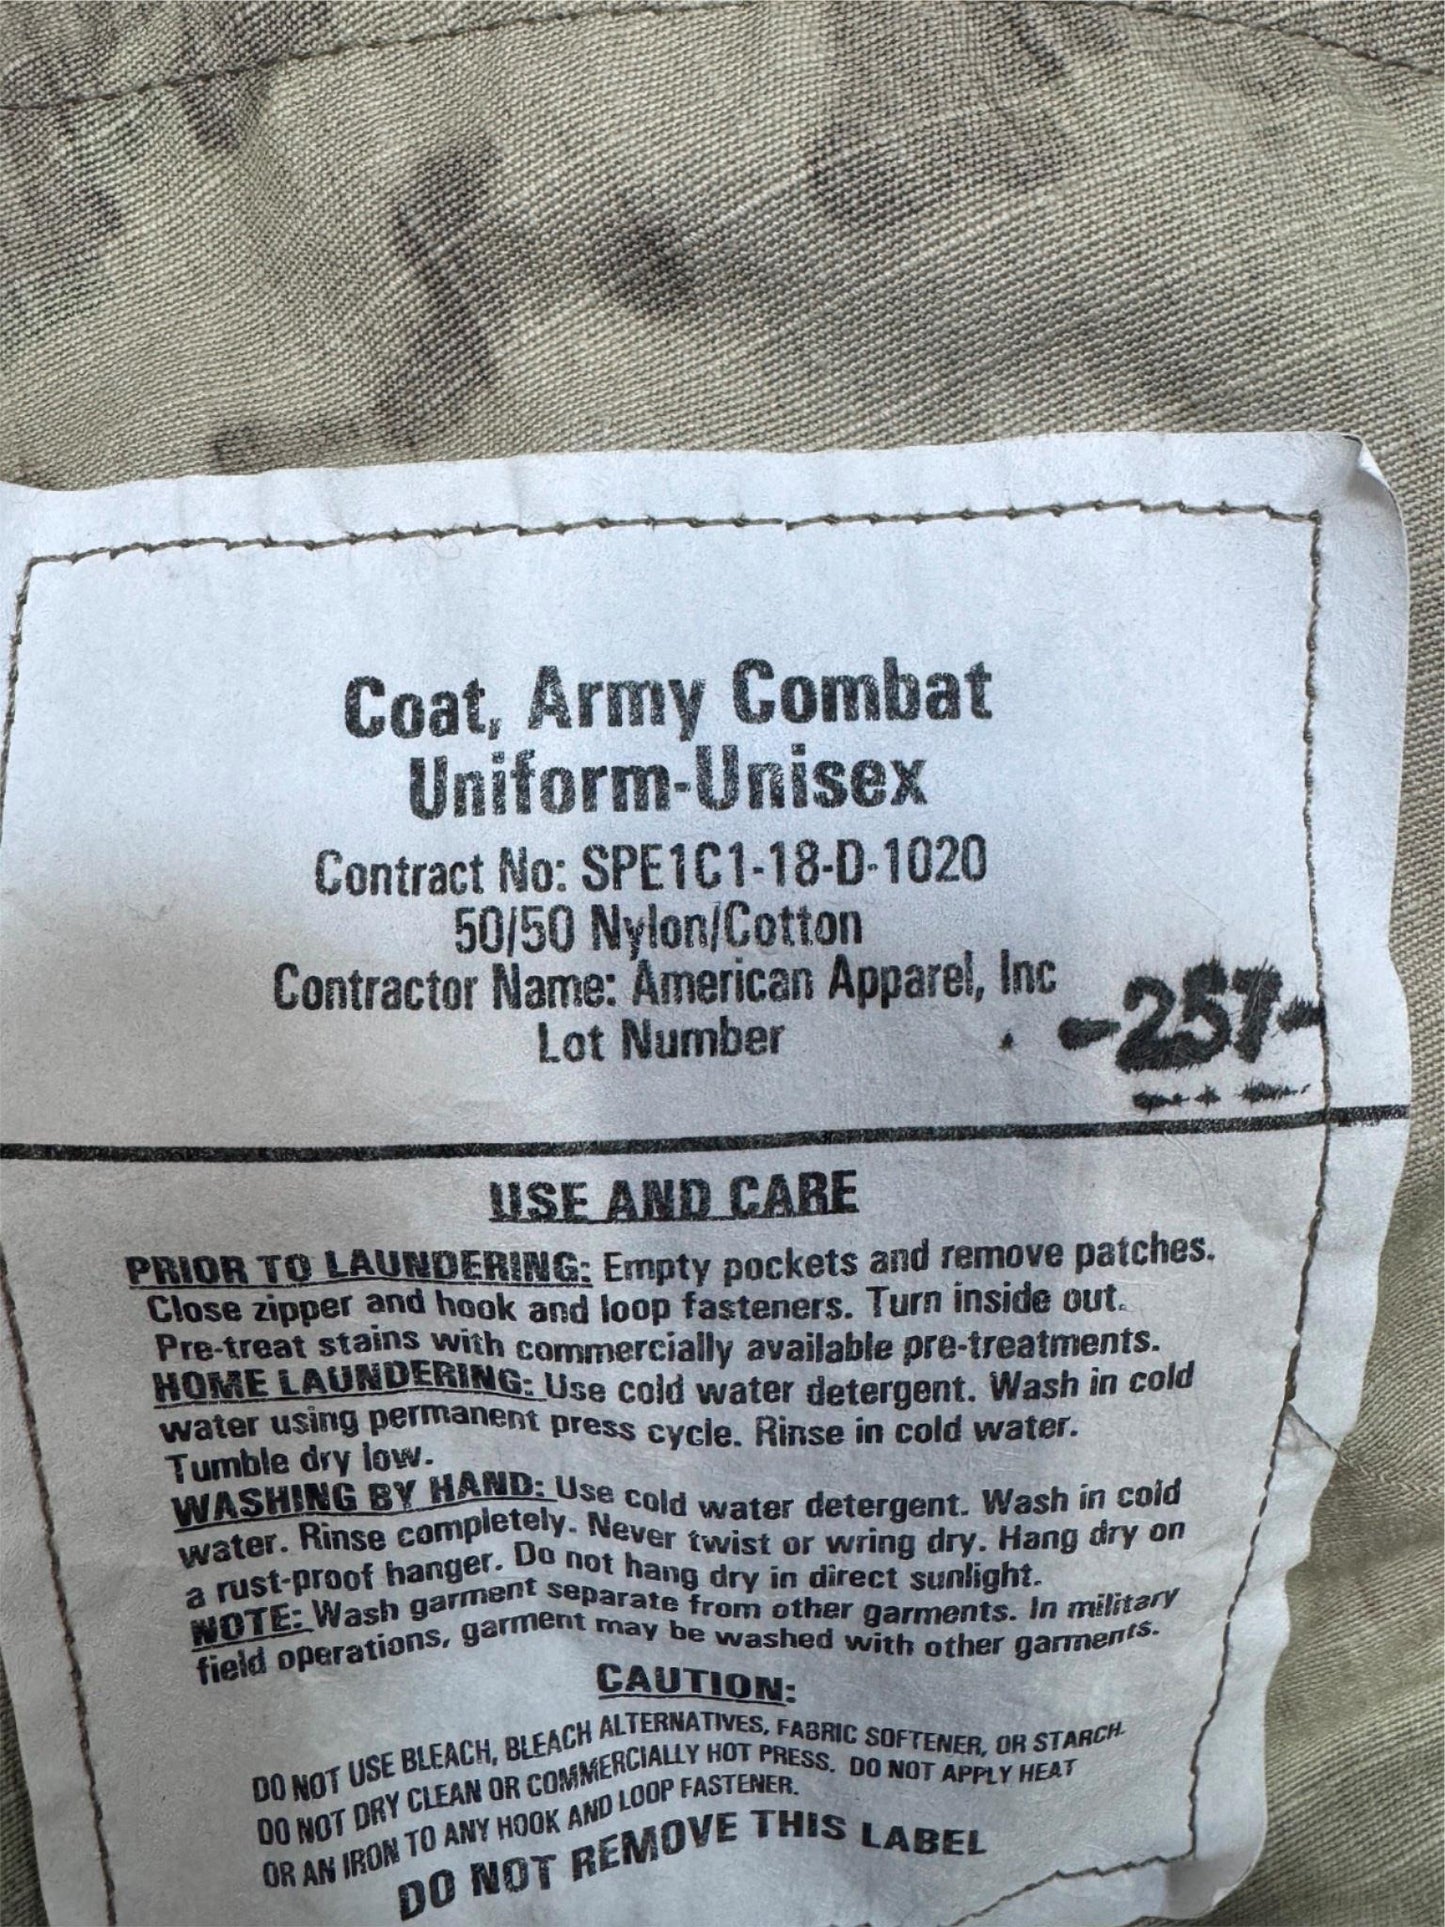 Coat, Army Combat
Uniform-Unisex
Contract No: SPE1C1-18-D-1020
50/50 Nylon/Cotton
Contractor Name: American Apparel, Inc
Lot Number
-257-
USE AND CARE
PRIOR TO LAUNDERING: Empty pockets and remove patches.
Close zipper and hook and loop fasteners. Turn inside out.
Pre-treat stains with commercially available pre-treatments.
HOME LAUNDERING: Use cold water detergent. Wash in cold
water using permanent press cycle. Rinse in cold water.
Tumble dry low.
WASHING BY HAND: Use cold water detergent. Wash in cold
water. Rinse completely. Never twist or wring dry. Hang dry on
a rust-proof hanger. Do not hang dry in direct sunlight.
NOTE: Wash garment separate from other garments. In military
field operations, garment may be washed with other garments.
CAUTION:
DO NOT USE BLEACH, BLEACH ALTERNATIVES, FABRIC SOFTENER, OR STARCH.
DO NOT DRY CLEAN OR COMMERCIALLY HOT PRESS. DO NOT APPLY HEAT
OR AN IRON TO ANY HOOK AND LOOP FASTENER.
DO NOT REMOVE THIS LABEL